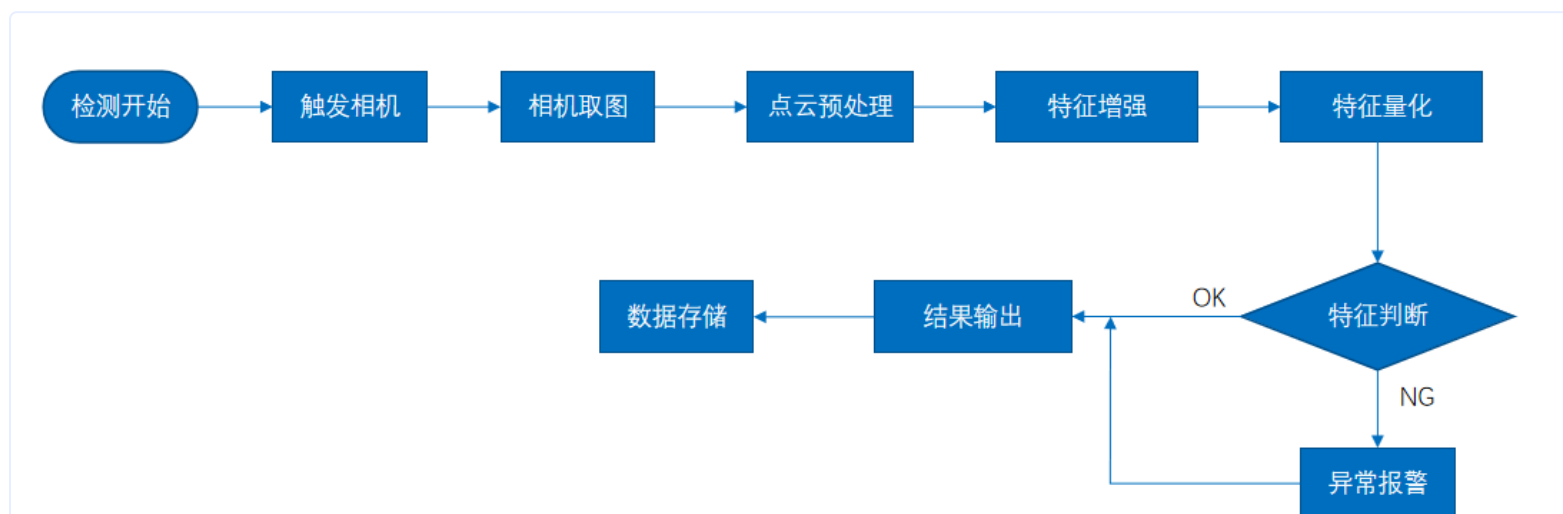 检测开始
触发相机
相机取图
点云预处理
特征增强
特征量化
特征判断
OK
结果输出
数据存储
NG
异常报警